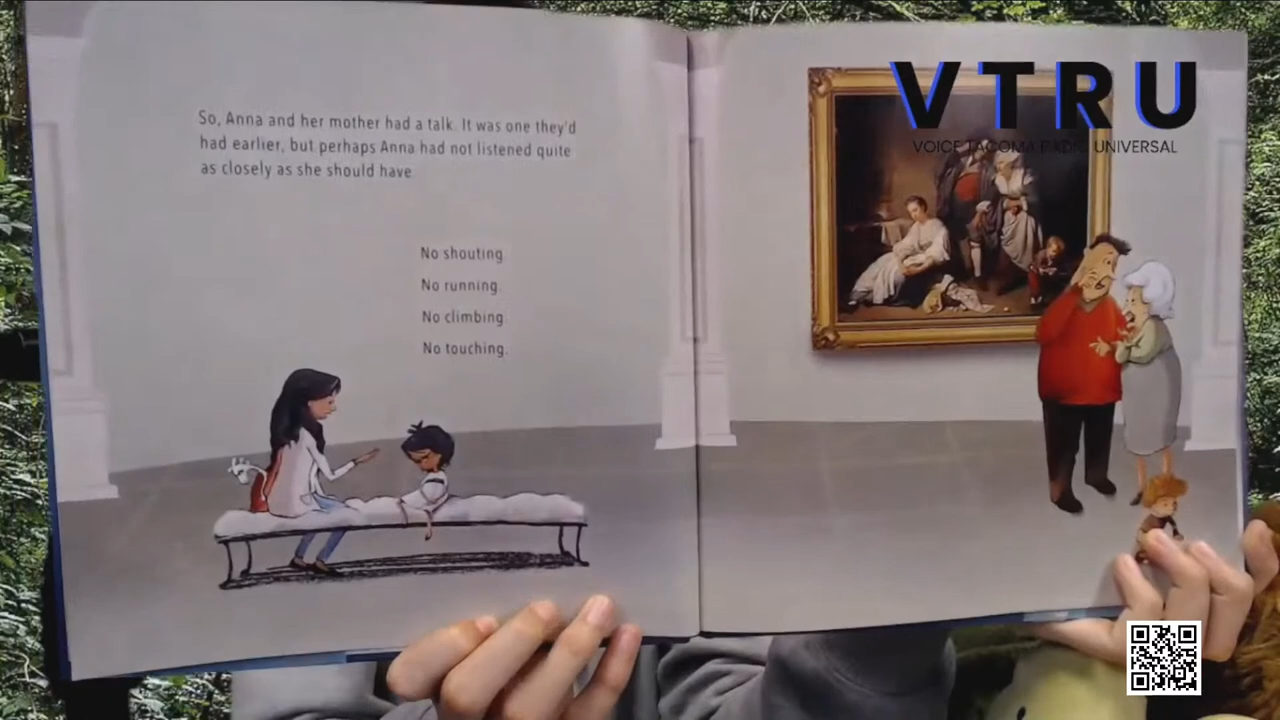 So, Anna and her mother had a talk. It was one they'd
had earlier, but perhaps Anna had not listened quite
as closely as she should have.
No shouting.
No running.
No climbing.
No touching.
VTRU
VOICE TACOMA RADIO UNIVERSAL